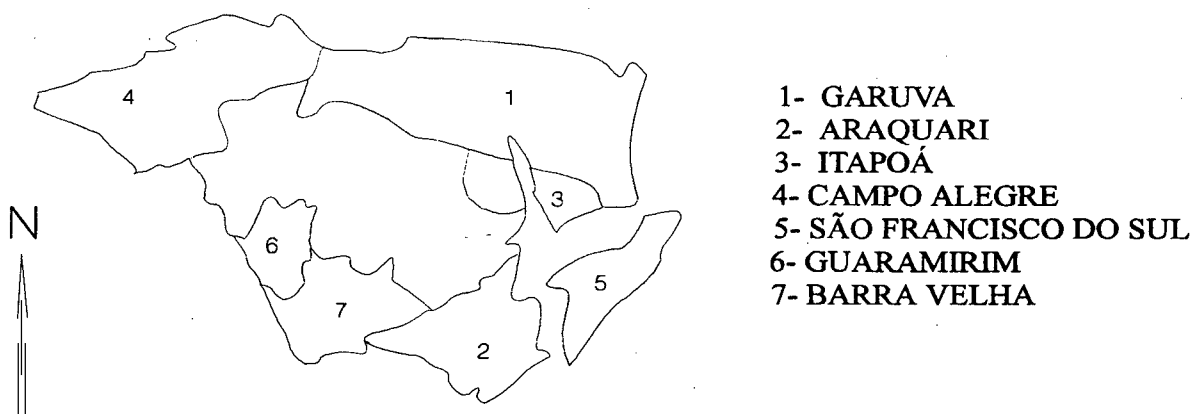 4
1
3
N
6
5
7
2
1- GARUVA
2- ARAQUARI
3- ITAPOÁ
4- CAMPO ALEGRE
5- SÃO FRANCISCO DO SUL
6- GUARAMIRIM
7- BARRA VELHA